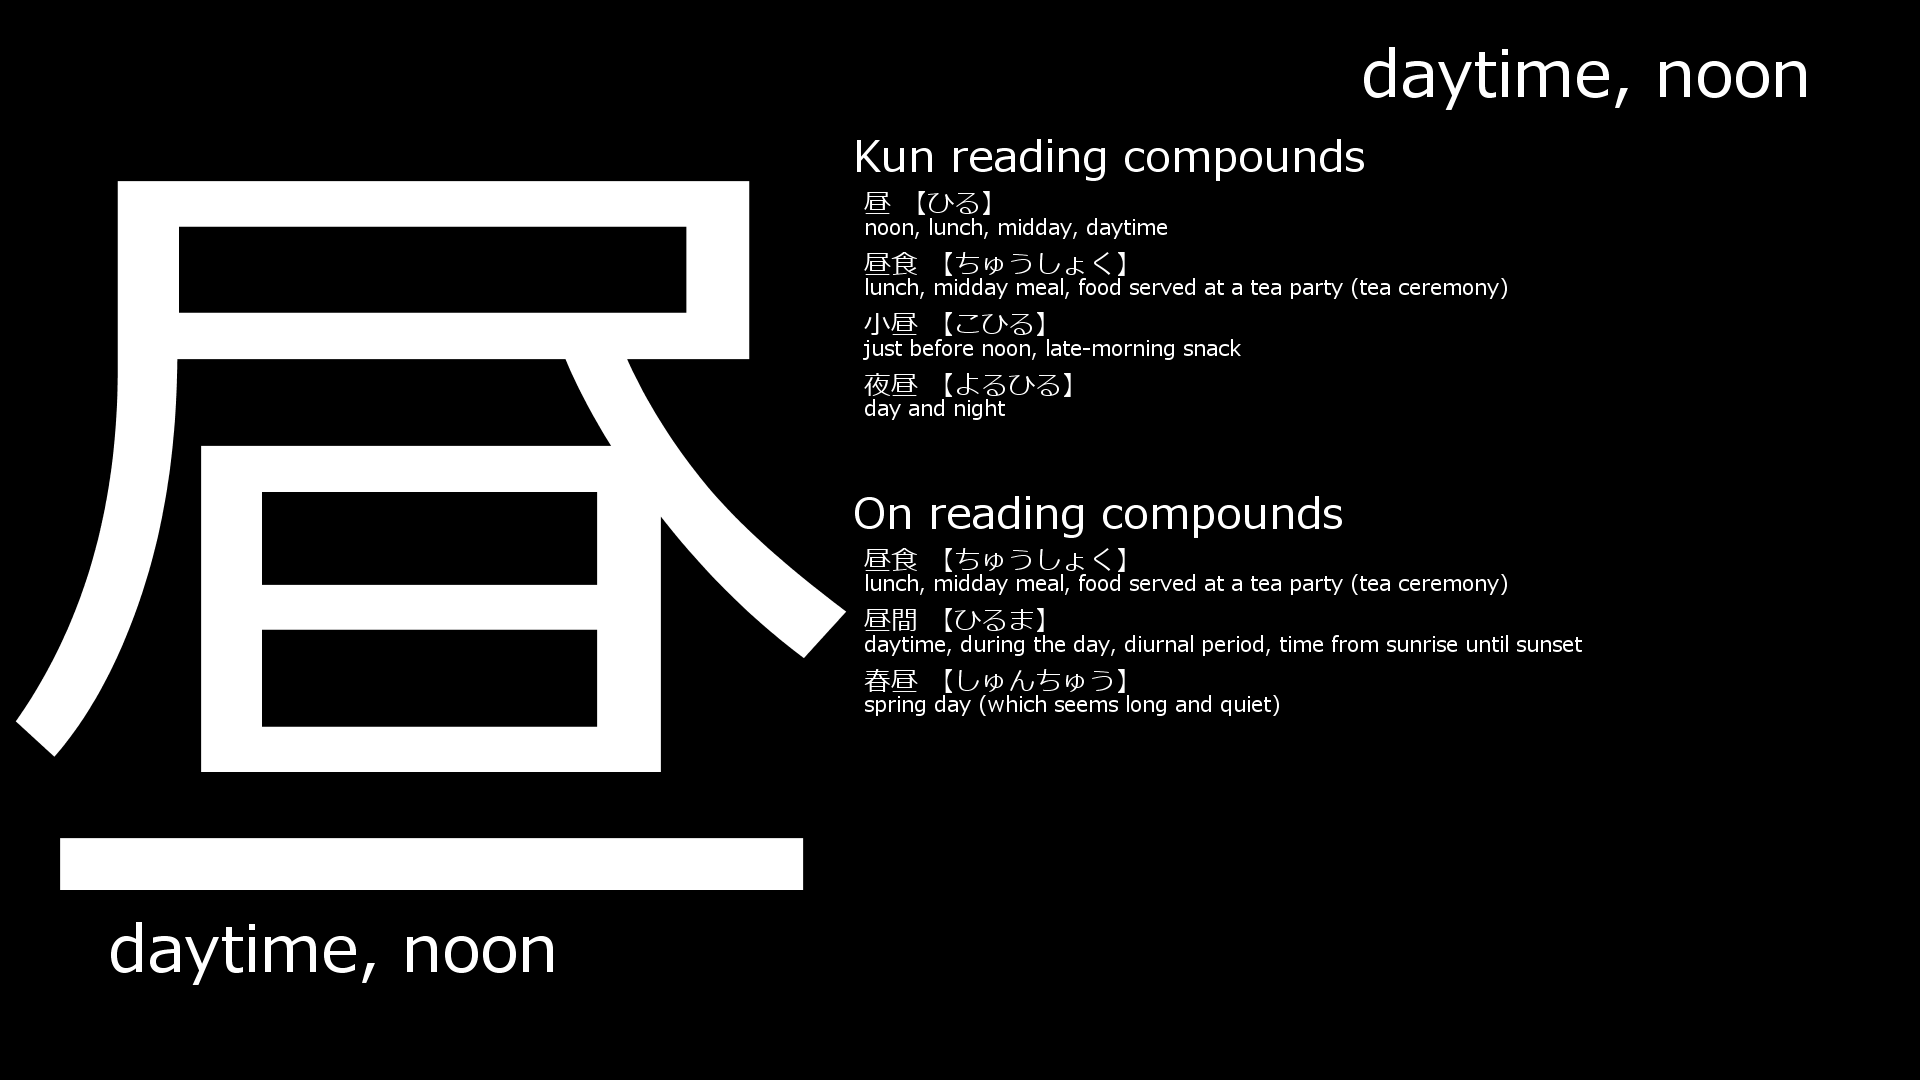 daytime, noon
昼
daytime, noon
Kun reading compounds
昼 【ひる】
noon, lunch, midday, daytime
昼食 【ちゅうしょく】
lunch, midday meal, food served at a tea party (tea ceremony)
小昼 【こひる】
just before noon, late-morning snack
夜昼 【よるひる】
day and night
On reading compounds
昼食 【ちゅうしょく】
lunch, midday meal, food served at a tea party (tea ceremony)
昼間 【ひるま】
daytime, during the day, diurnal period, time from sunrise until sunset
春昼 【しゅんちゅう】
spring day (which seems long and quiet)